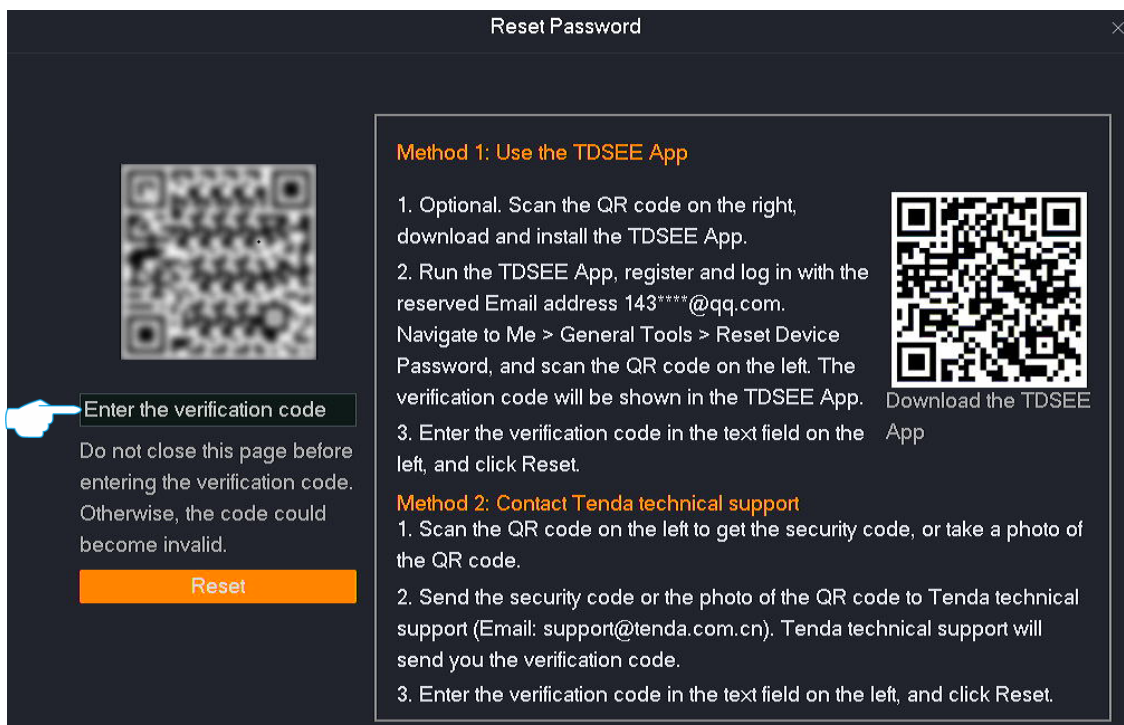 Reset Password
Enter the verification code
Do not close this page before
entering the verification code.
Otherwise, the code could
become invalid.
Reset
Method 1: Use the TDSEE App
1. Optional. Scan the QR code on the right,
download and install the TDSEE App.
2. Run the TDSEE App, register and log in with the
reserved Email address 143****@qq.com.
Navigate to Me > General Tools > Reset Device
Password, and scan the QR code on the left. The
verification code will be shown in the TDSEE App.
3. Enter the verification code in the text field on the
left, and click Reset.
Download the TDSEE
App
Method 2: Contact Tenda technical support
1. Scan the QR code on the left to get the security code, or take a photo of
the QR code.
2. Send the security code or the photo of the QR code to Tenda technical
support (Email: support@tenda.com.cn). Tenda technical support will
send you the verification code.
3. Enter the verification code in the text field on the left, and click Reset.